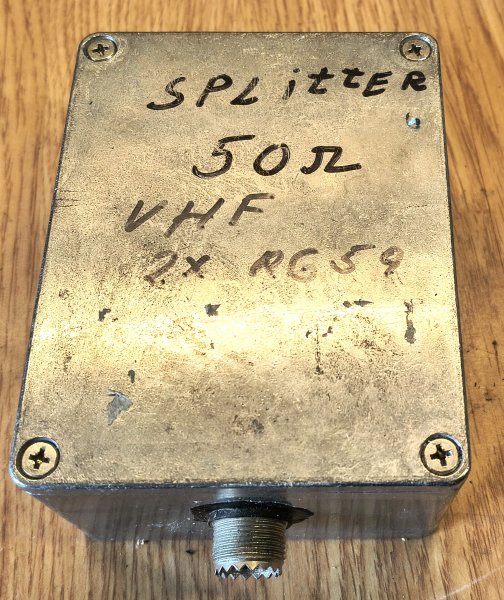 SPLittER
50Ω
VHF
2x RG59